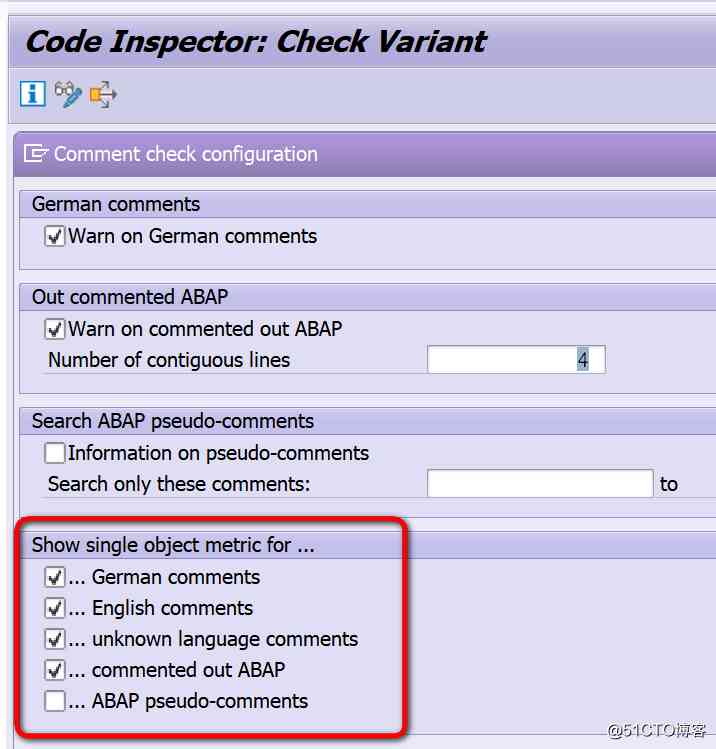 Code Inspector: Check Variant
Comment check configuration
German comments
Warn on German comments
Out commented ABAP
Warn on commented out ABAP
Number of contiguous lines 4
Search ABAP pseudo-comments
Information on pseudo-comments
Search only these comments: to
Show single object metric for ...
... German comments
... English comments
... unknown language comments
... commented out ABAP
... ABAP pseudo-comments
@51CTO博客